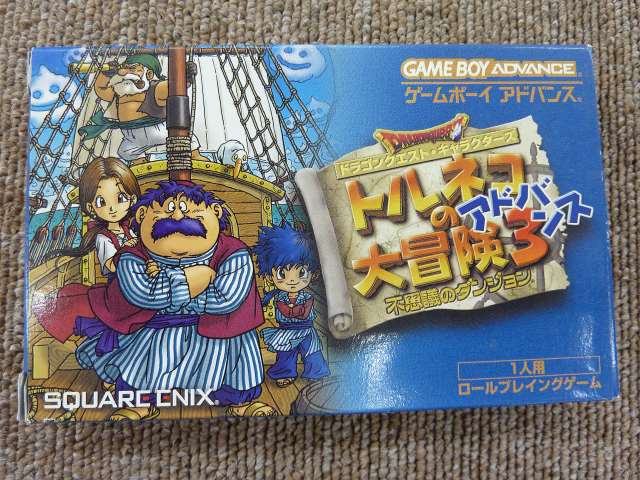 GAME BOY ADVANCE
ゲームボーイ アドバンス
DRAGON QUEST
ドラゴンクエスト・キャラクターズ
トルネコ
の
大冒険3
アドバンス
不思議のダンジョン
1人用
ロールプレイングゲーム
SQUARE ENIX.